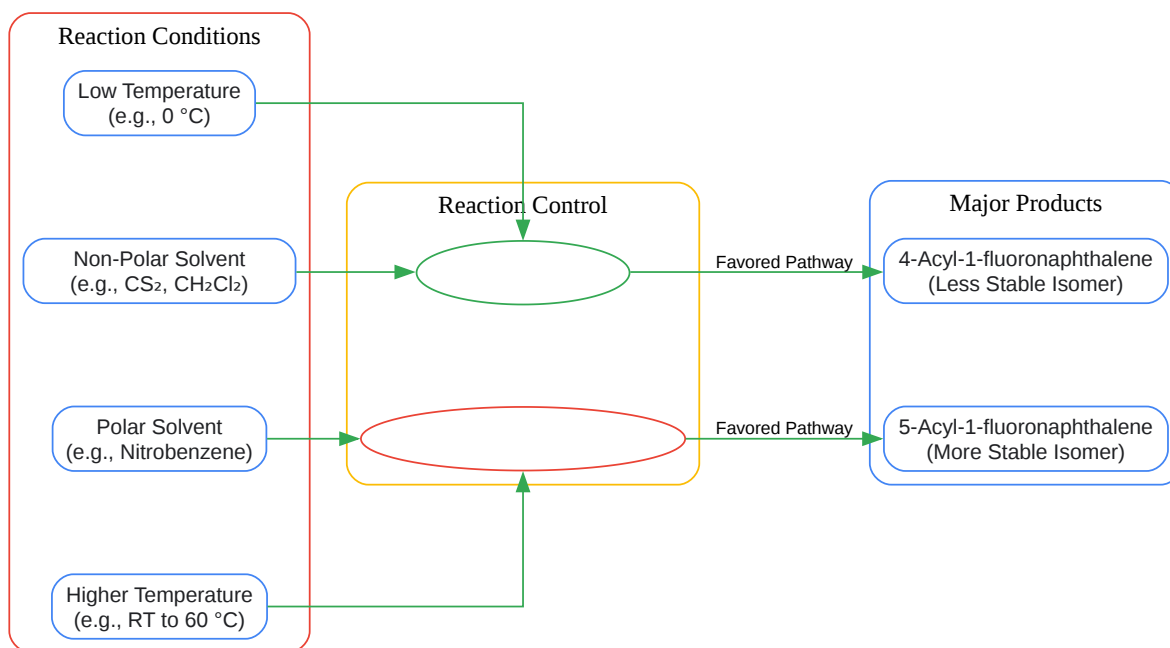 Reaction Conditions
Low Temperature
(e.g., 0 °C)
Non-Polar Solvent
(e.g., CS₂, CH₂Cl₂)
Polar Solvent
(e.g., Nitrobenzene)
Higher Temperature
(e.g., RT to 60 °C)
Reaction Control
Favored Pathway
Favored Pathway
Major Products
4-Acyl-1-fluoronaphthalene
(Less Stable Isomer)
5-Acyl-1-fluoronaphthalene
(More Stable Isomer)